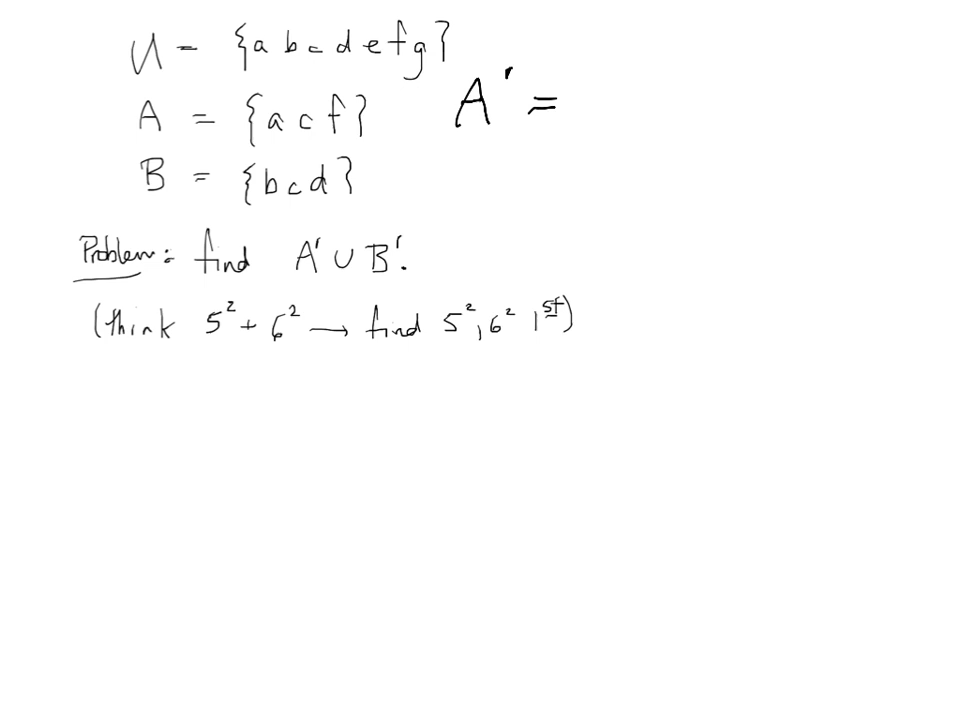 U = {a b c d e f g}
A = {a c f} A' =
B = {b c d}
Problem: find A' ∪ B'.
(think 5² + 6² → find 5², 6² 1st)